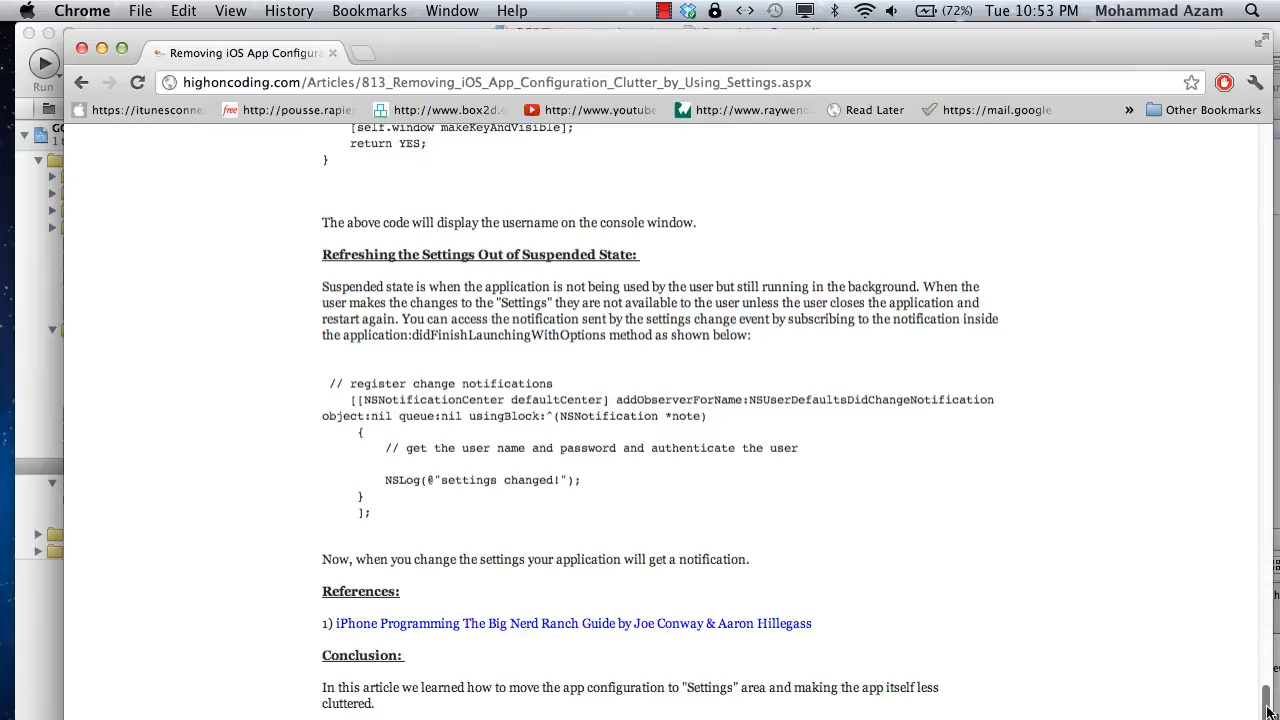 Chrome File Edit View History Bookmarks Window Help (72%) Tue 10:53 PM Mohammad Azam
Removing iOS App Configura
Run
highoncoding.com/Articles/813_Removing_iOS_App_Configuration_Clutter_by_Using_Settings.aspx
https://itunesconne free http://pousse.rapier http://www.box2d.o http://www.youtube http://www.raywen Read Later https://mail.google » Other Bookmarks
[self.window makeKeyAndVisible];
return YES;
}
The above code will display the username on the console window.
Refreshing the Settings Out of Suspended State:
Suspended state is when the application is not being used by the user but still running in the background. When the
user makes the changes to the "Settings" they are not available to the user unless the user closes the application and
restart again. You can access the notification sent by the settings change event by subscribing to the notification inside
the application:didFinishLaunchingWithOptions method as shown below:
// register change notifications
[[NSNotificationCenter defaultCenter] addObserverForName:NSUserDefaultsDidChangeNotification
object:nil queue:nil usingBlock:^(NSNotification *note)
{
// get the user name and password and authenticate the user
NSLog(@"settings changed!");
}
];
Now, when you change the settings your application will get a notification.
References:
1) iPhone Programming The Big Nerd Ranch Guide by Joe Conway & Aaron Hillegass
Conclusion:
In this article we learned how to move the app configuration to "Settings" area and making the app itself less
cluttered.